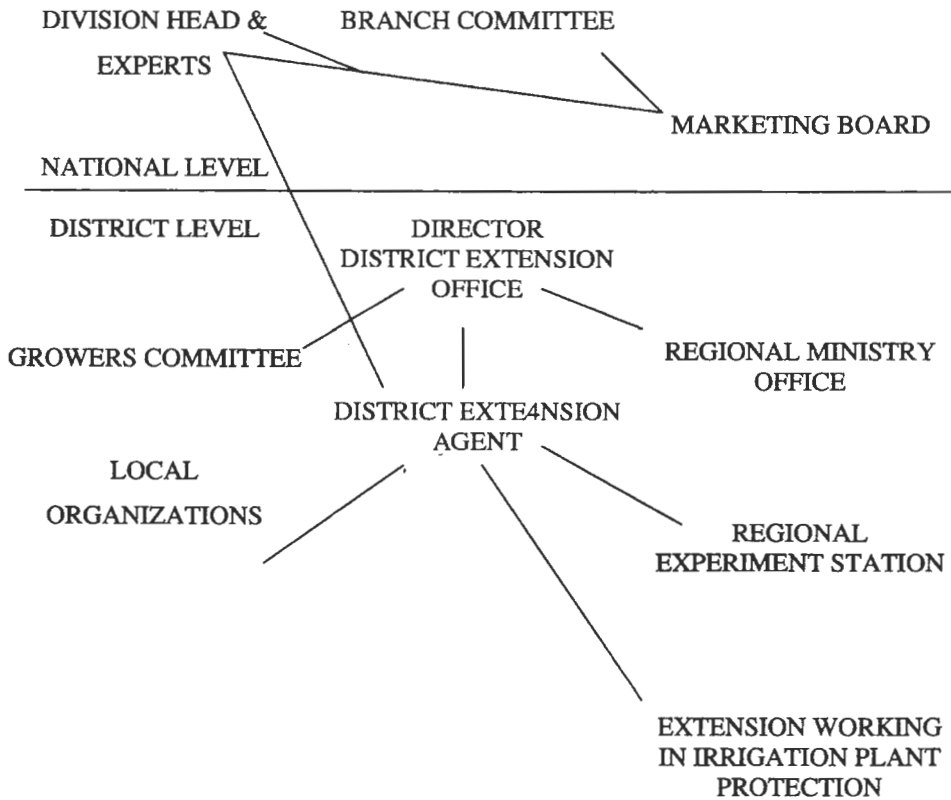 DIVISION HEAD &
EXPERTS
BRANCH COMMITTEE
MARKETING BOARD
NATIONAL LEVEL
DISTRICT LEVEL
DIRECTOR
DISTRICT EXTENSION
OFFICE
GROWERS COMMITTEE
REGIONAL MINISTRY
OFFICE
DISTRICT EXTE4NSION
AGENT
LOCAL
ORGANIZATIONS
REGIONAL
EXPERIMENT STATION
EXTENSION WORKING
IN IRRIGATION PLANT
PROTECTION